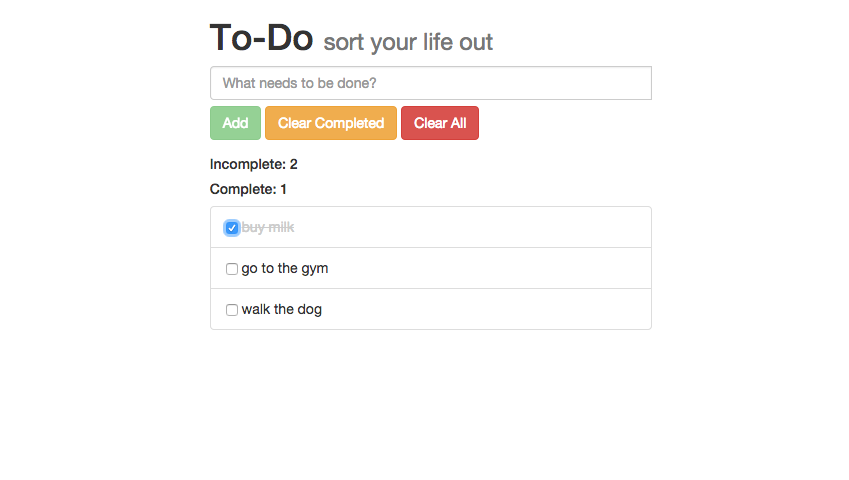 To-Do sort your life out
What needs to be done?
Add Clear Completed Clear All
Incomplete: 2
Complete: 1
buy milk
go to the gym
walk the dog